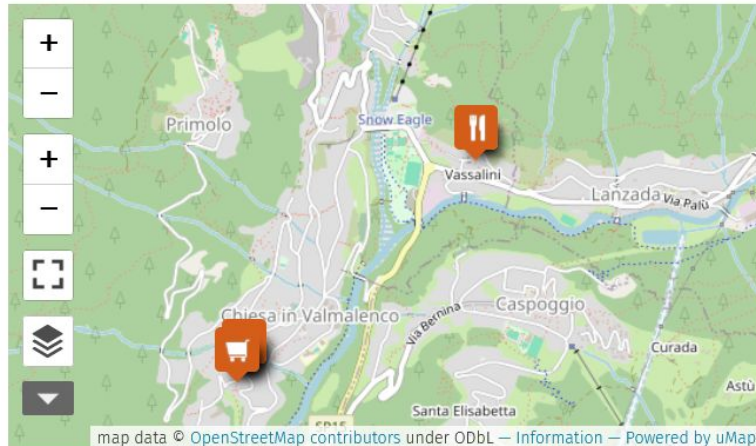 +
−
Primolo
Snow Eagle
+
−
Vassalini
Lanzada
Via Palù
Chiesa in Valmalenco
Caspoggio
Via Bernina
Curada
Astù
Santa Elisabetta
SP15
map data © OpenStreetMap contributors under ODbL — Information — Powered by uMap